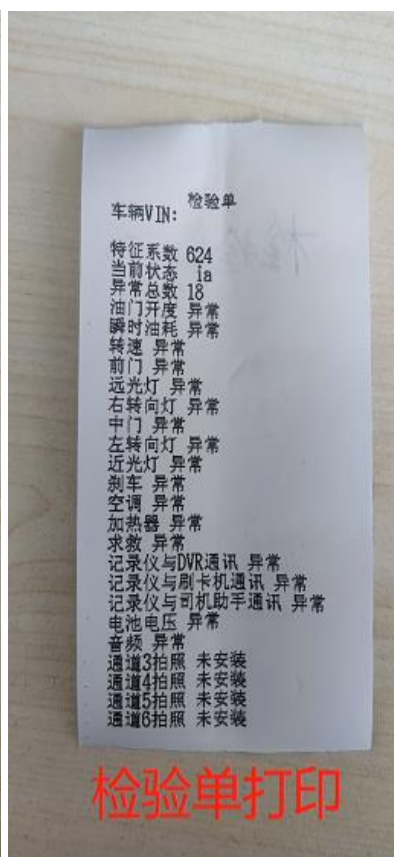 检验单
车辆VIN:
特征系数 624
当前状态 ia
异常总数 18
油门开度 异常
瞬时油耗 异常
转速 异常
前门 异常
远光灯 异常
右转向灯 异常
中门 异常
左转向灯 异常
近光灯 异常
刹车 异常
空调 异常
加热器 异常
求救 异常
记录仪与DVR通讯 异常
记录仪与刷卡机通讯 异常
记录仪与司机助手通讯 异常
电池电压 异常
音频 异常
通道3拍照 未安装
通道4拍照 未安装
通道5拍照 未安装
通道6拍照 未安装
检验单打印